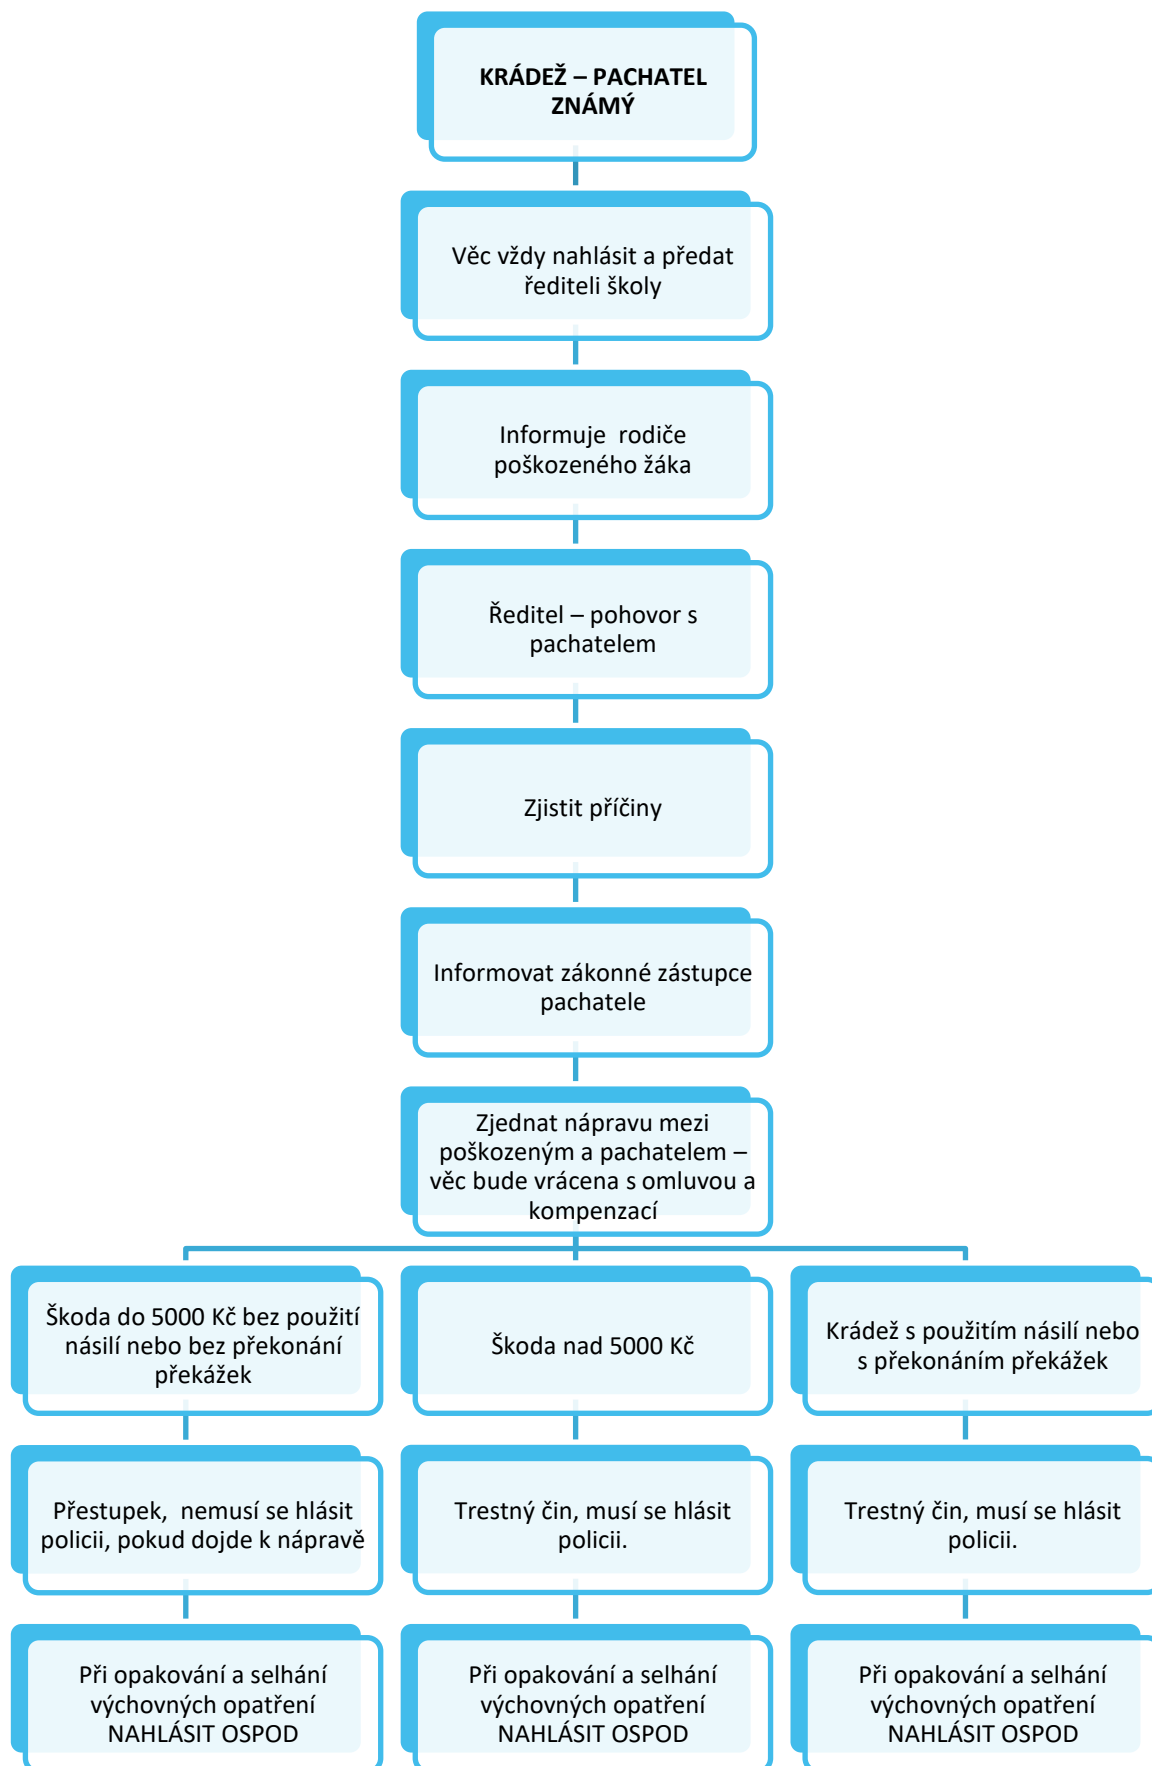 KRÁDEŽ – PACHATEL
ZNÁMÝ
Věc vždy nahlásit a předat
řediteli školy
Informuje  rodiče
poškozeného žáka
Ředitel – pohovor s
pachatelem
Zjistit příčiny
Informovat zákonné zástupce
pachatele
Zjednat nápravu mezi
poškozeným a pachatelem –
věc bude vrácena s omluvou a
kompenzací
Škoda do 5000 Kč bez použití
násilí nebo bez překonání
překážek
Přestupek,  nemusí se hlásit
policii, pokud dojde k nápravě
Při opakování a selhání
výchovných opatření
NAHLÁSIT OSPOD
Škoda nad 5000 Kč
Trestný čin, musí se hlásit
policii.
Při opakování a selhání
výchovných opatření
NAHLÁSIT OSPOD
Krádež s použitím násilí nebo
s překonáním překážek
Trestný čin, musí se hlásit
policii.
Při opakování a selhání
výchovných opatření
NAHLÁSIT OSPOD